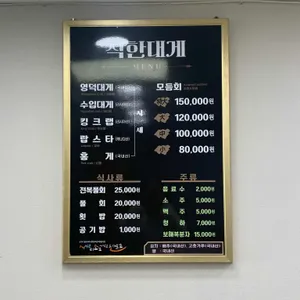 착한대게
MENU
영덕대게
수입대게
킹크랩
랍스타
홍게
시세
모듬회
150,000원
120,000원
100,000원
80,000원
식사류
전복물회 25,000원
물회 20,000원
횟밥 20,000원
공기밥 1,000원
주류
음료수 2,000원
소주 5,000원
맥주 5,000원
청하 7,000원
보해복분자 15,000원